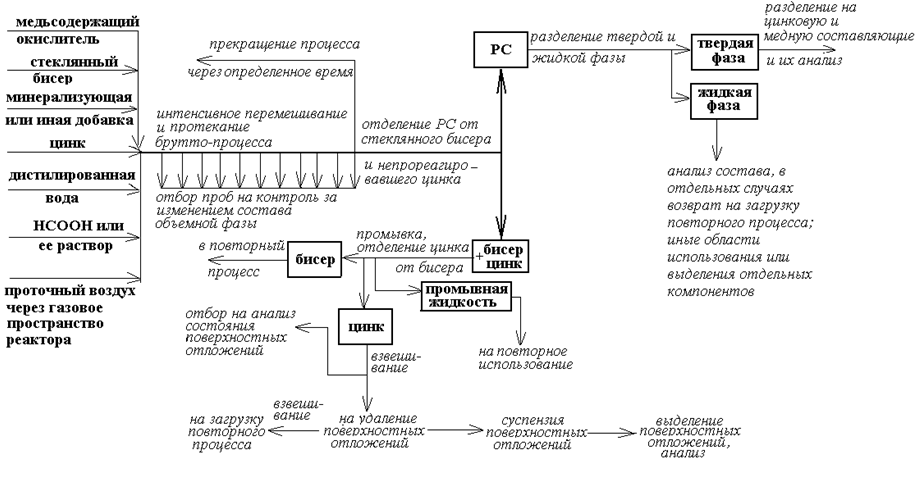 медьсодержащий
окислитель
стеклянный
бисер
минерализующая
или иная добавка
цинк
дистилированная
вода
НСООН или
ее раствор
проточный воздух
через газовое
пространство
реактора
прекращение процесса
через определенное время
интенсивное перемешивание
и протекание
брутто-процесса
отбор проб на контроль за
изменением состава
объемной фазы
отделение РС от
стеклянного бисера
и непрореагиро –
вавшего цинка
РС
разделение твердой и
жидкой фазы
твердая
фаза
разделение на
цинковую и
медную составляющие
и их анализ
жидкая
фаза
анализ состава, в
отдельных случаях
возврат на загрузку
повторного процесса;
иные области
использования или
выделения отдельных
компонентов
бисер
+
цинк
промывка,
отделение цинка
от бисера
бисер
в повторный
процесс
промывная
жидкость
на повторное
использование
цинк
отбор на анализ
состояния
поверхностных
отложений
взвеши-
вание
взвеши-
вание
на загрузку
повторного
процесса
на удаление
поверхностных
отложений
суспензия
поверхностных
отложений
выделение
поверхностных
отложений,
анализ